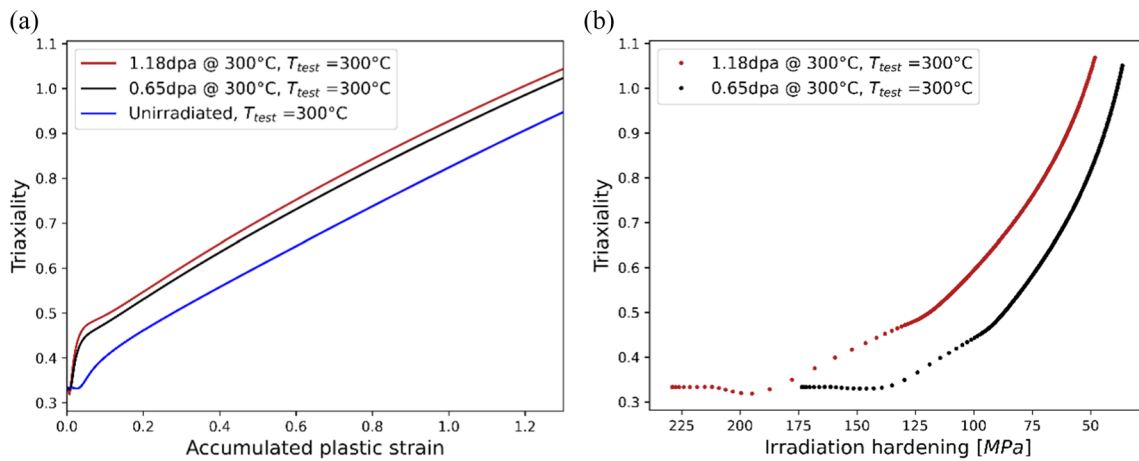 (a)
1.1
1.0
0.9
0.8
0.7
0.6
0.5
0.4
0.3
Triaxiality
1.18dpa @ 300°C, T_test =300°C
0.65dpa @ 300°C, T_test =300°C
Unirradiated, T_test =300°C
0.0 0.2 0.4 0.6 0.8 1.0 1.2
Accumulated plastic strain
(b)
1.1
1.0
0.9
0.8
0.7
0.6
0.5
0.4
0.3
Triaxiality
1.18dpa @ 300°C, T_test =300°C
0.65dpa @ 300°C, T_test =300°C
225 200 175 150 125 100 75 50
Irradiation hardening [MPa]